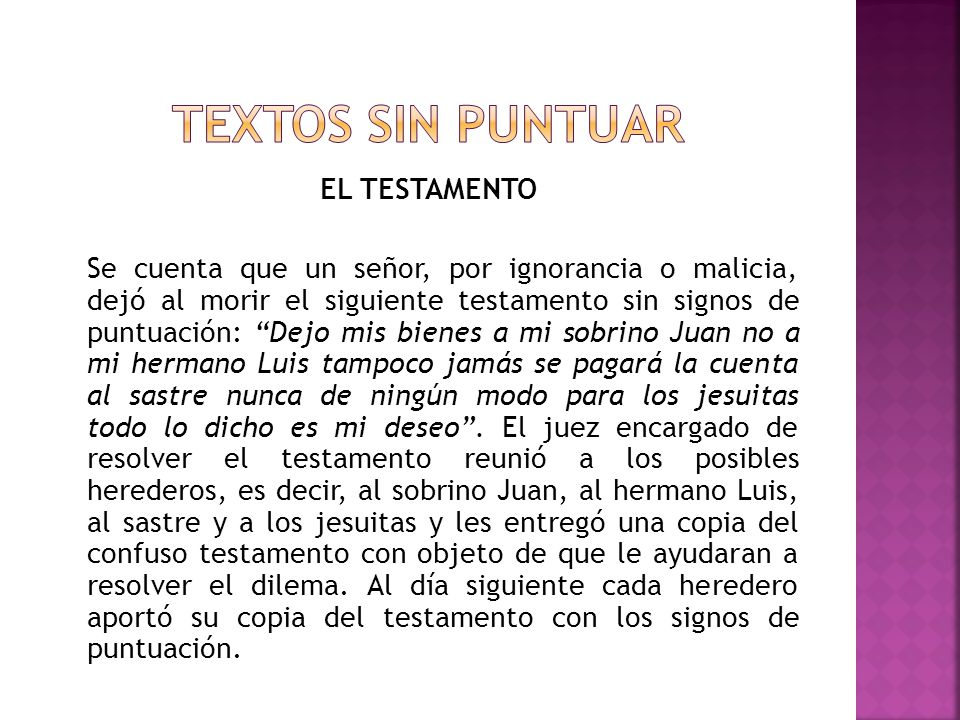 TEXTOS SIN PUNTUAR
EL TESTAMENTO
Se cuenta que un señor, por ignorancia o malicia,
dejó al morir el siguiente testamento sin signos de
puntuación: “Dejo mis bienes a mi sobrino Juan no a
mi hermano Luis tampoco jamás se pagará la cuenta
al sastre nunca de ningún modo para los jesuitas
todo lo dicho es mi deseo”. El juez encargado de
resolver el testamento reunió a los posibles
herederos, es decir, al sobrino Juan, al hermano Luis,
al sastre y a los jesuitas y les entregó una copia del
confuso testamento con objeto de que le ayudaran a
resolver el dilema. Al día siguiente cada heredero
aportó su copia del testamento con los signos de
puntuación.